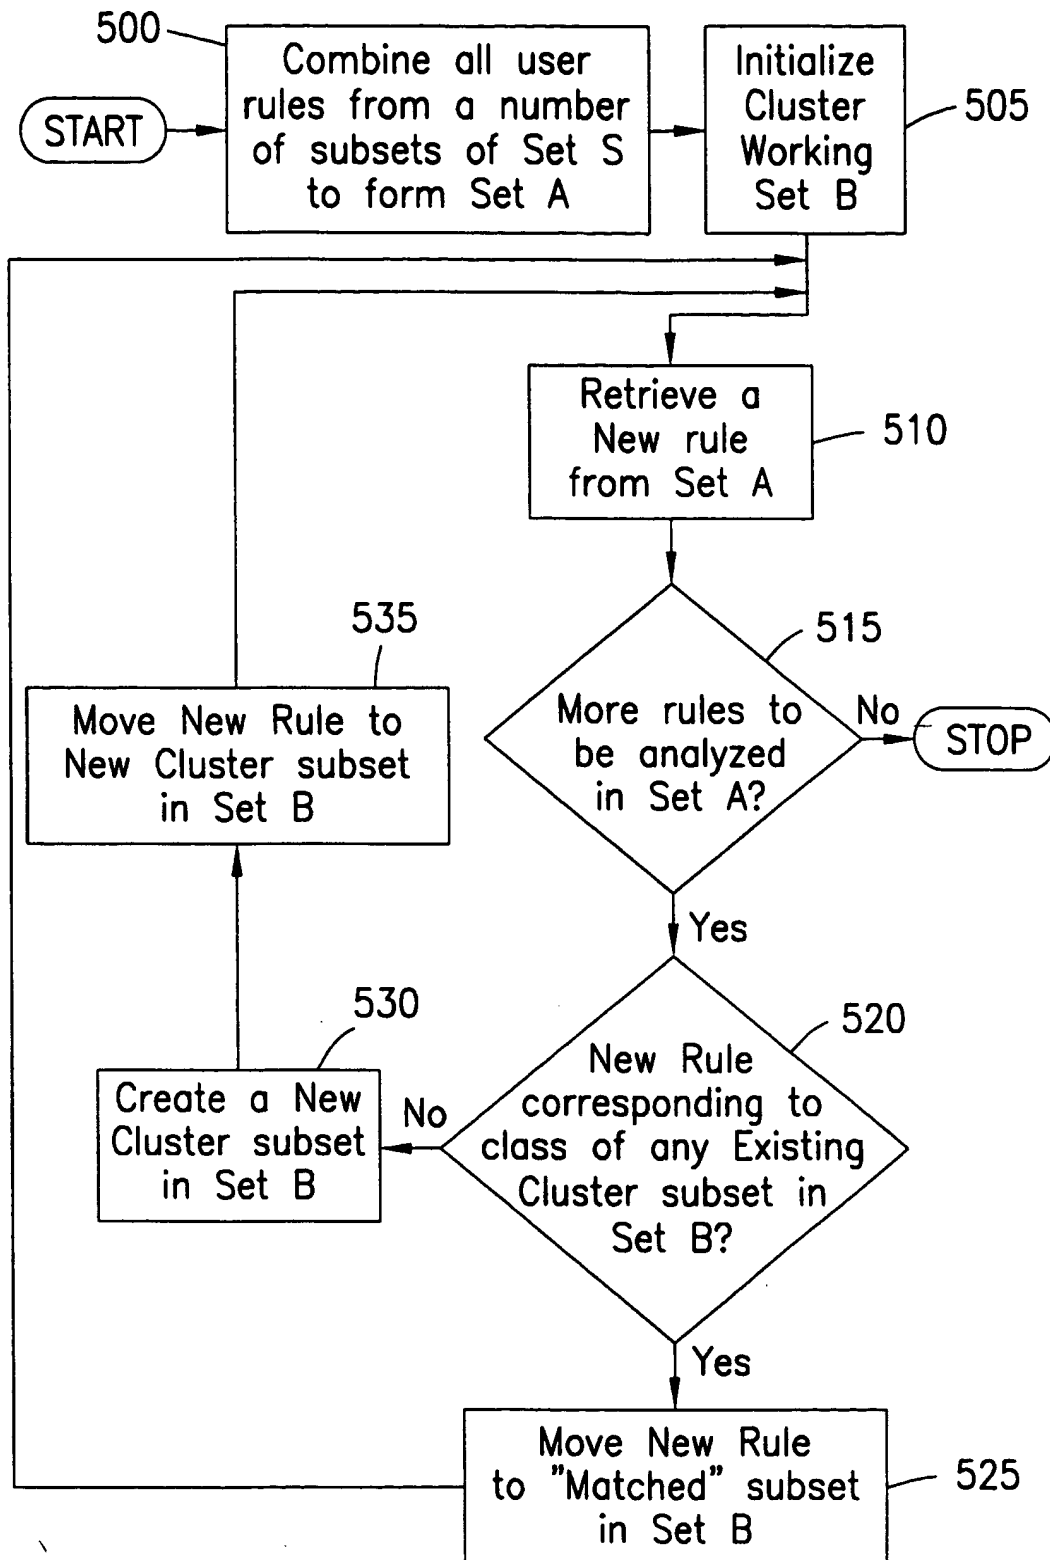 500
START
Combine all user
rules from a number
of subsets of Set S
to form Set A
Initialize
Cluster
Working
Set B
505
Retrieve a
New rule
from Set A
510
515
More rules to
be analyzed
in Set A?
No
STOP
Yes
535
Move New Rule to
New Cluster subset
in Set B
530
Create a New
Cluster subset
in Set B
No
520
New Rule
corresponding to
class of any Existing
Cluster subset in
Set B?
Yes
Move New Rule
to "Matched" subset
in Set B
525